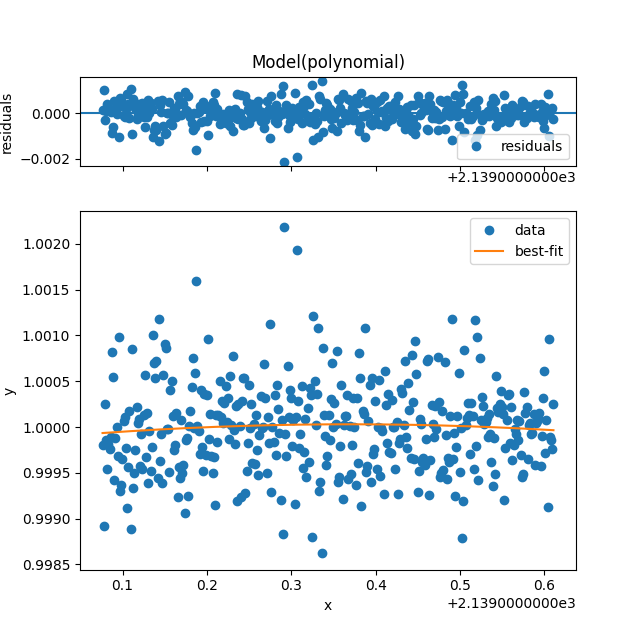 Model(polynomial)
residuals
0.000
−0.002
residuals
+2.1390000000e3
y
1.0020
1.0015
1.0010
1.0005
1.0000
0.9995
0.9990
0.9985
data
best-fit
0.1 0.2 0.3 0.4 0.5 0.6
x
+2.1390000000e3